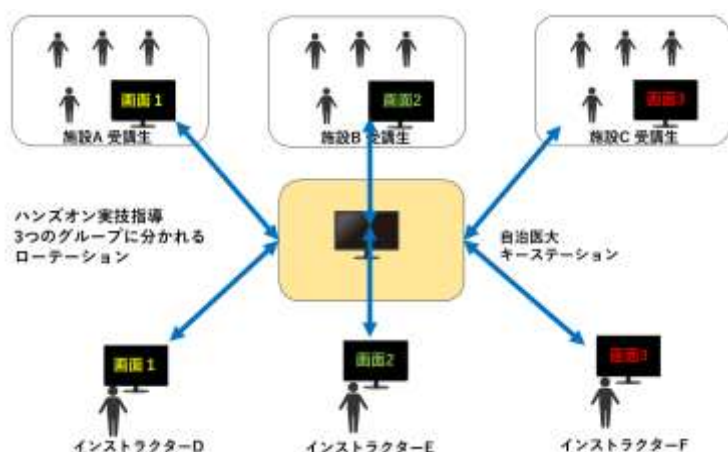 画面1
画面2
画面3
施設A 受講生
施設B 受講生
施設C 受講生
ハンズオン実技指導
3つのグループに分かれる
ローテーション
自治医大
キーステーション
画面1
画面2
画面3
インストラクターD
インストラクターE
インストラクターF